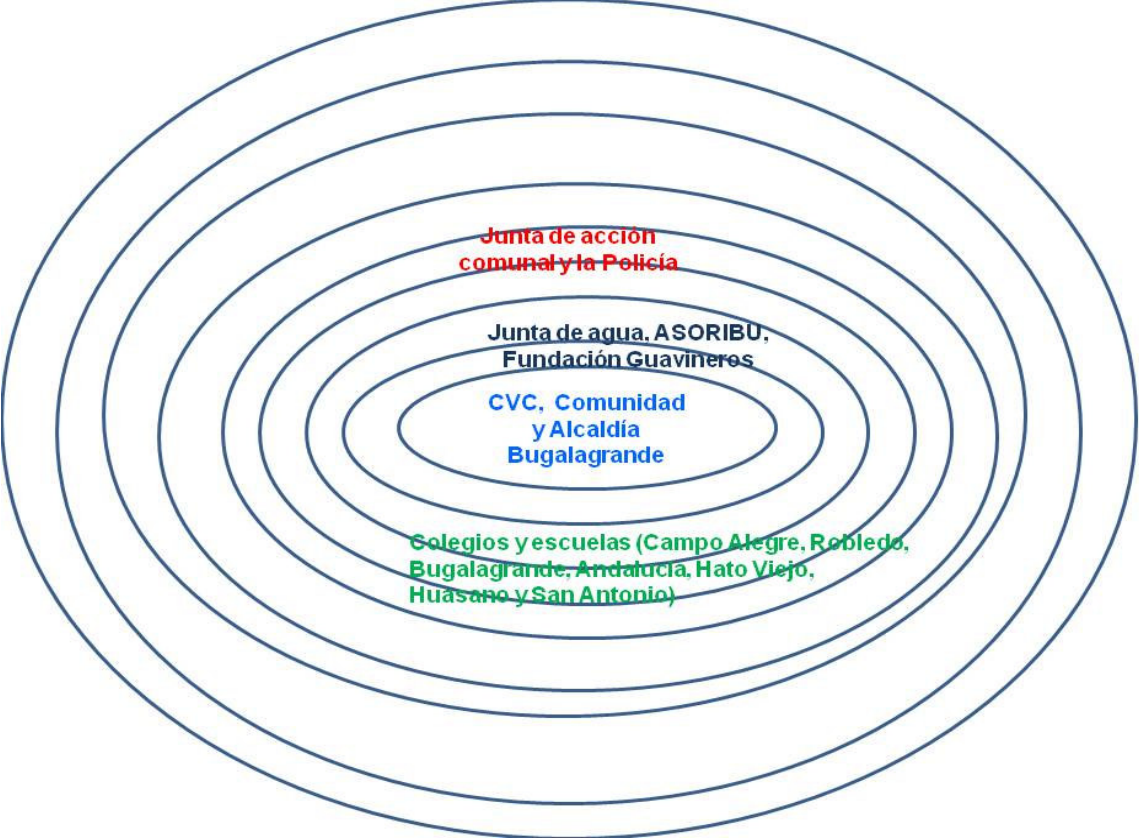 Junta de acción
comunal y la Policía
Junta de agua, ASORIBU,
Fundación Guavineros
CVC, Comunidad
y Alcaldía
Bugalagrande
Colegios y escuelas (Campo Alegre, Robledo,
Bugalagrande, Andalucía, Hato Viejo,
Huasano y San Antonio)